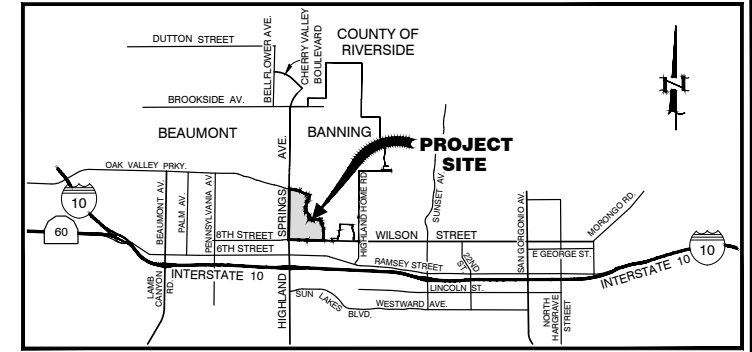 COUNTY OF
RIVERSIDE
DUTTON STREET
BELLFLOWER AVE.
CHERRY VALLEY
BOULEVARD
BROOKSIDE AV.
BEAUMONT
BANNING
N
PROJECT
SITE
OAK VALLEY PRKY.
HIGHLAND SPRINGS AVE.
10
60
BEAUMONT AV.
PALM AV.
PENNSYLVANIA AV.
8TH STREET
6TH STREET
HIGHLAND HOME RD.
SUNSET AV.
WILSON STREET
SAN GORGONIO AV.
MORONGO RD.
E GEORGE ST.
22ND
ST.
RAMSEY STREET
INTERSTATE 10
INTERSTATE 10
10
LINCOLN ST.
LAMB
CANYON
RD.
SUN LAKES
BLVD.
WESTWARD AVE.
NORTH
HARGRAVE
STREET